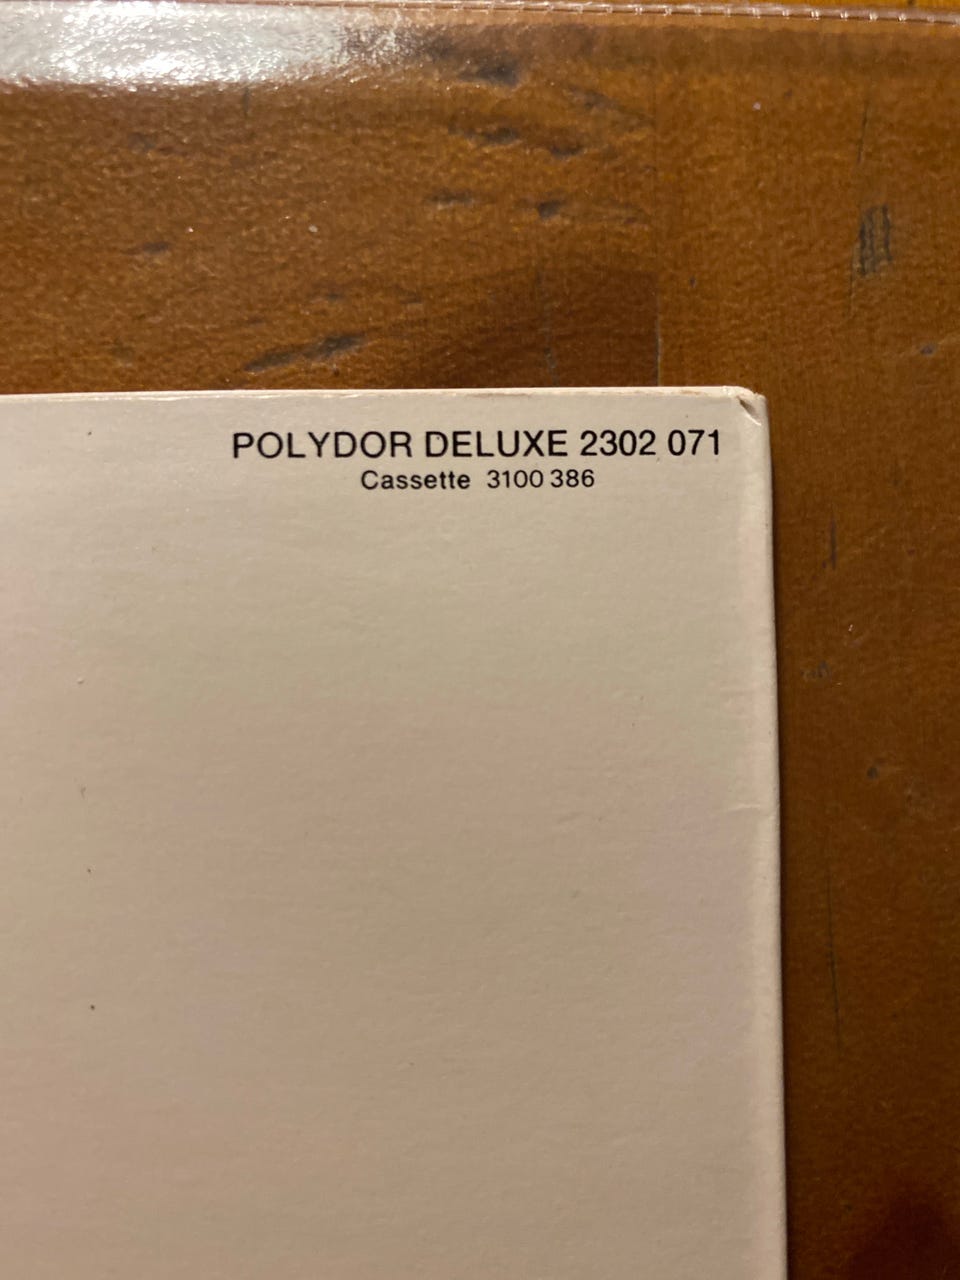 POLYDOR DELUXE 2302 071
Cassette 3100 386